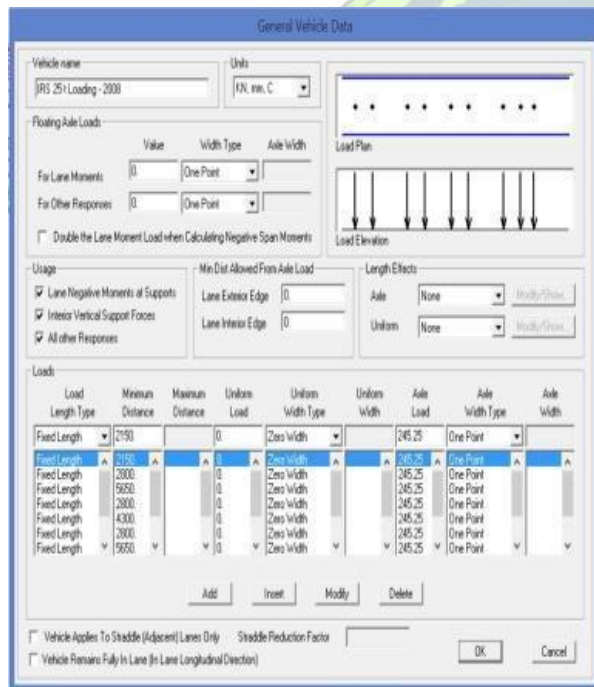 General Vehicle Data
Vehicle name
IRS 25 t Loading - 2008
Units
KN, mm, C
Load Plan
Floating Axle Loads
Value Width Type Axle Width
For Lane Moments 0. One Point
For Other Responses 0. One Point
Double the Lane Moment Load when Calculating Negative Span Moments
Load Elevation
Usage
Lane Negative Moments at Supports
Interior Vertical Support Forces
All other Responses
Min Dist Allowed From Axle Load
Lane Exterior Edge 0.
Lane Interior Edge 0.
Length Effects
Axle None Modify/Show...
Uniform None Modify/Show...
Loads
Load Length Type Minimum Distance Maximum Distance Uniform Load Uniform Width Type Uniform Width Axle Load Axle Width Type Axle Width
Fixed Length 2150. 0. Zero Width 245.25 One Point
Fixed Length 2150. 0. Zero Width 245.25 One Point
Fixed Length 2800. 0. Zero Width 245.25 One Point
Fixed Length 5650. 0. Zero Width 245.25 One Point
Fixed Length 2800. 0. Zero Width 245.25 One Point
Fixed Length 4300. 0. Zero Width 245.25 One Point
Fixed Length 2800. 0. Zero Width 245.25 One Point
Fixed Length 5650. 0. Zero Width 245.25 One Point
Add Insert Modify Delete
Vehicle Applies To Straddle (Adjacent) Lanes Only Straddle Reduction Factor
Vehicle Remains Fully In Lane (In Lane Longitudinal Direction)
OK Cancel